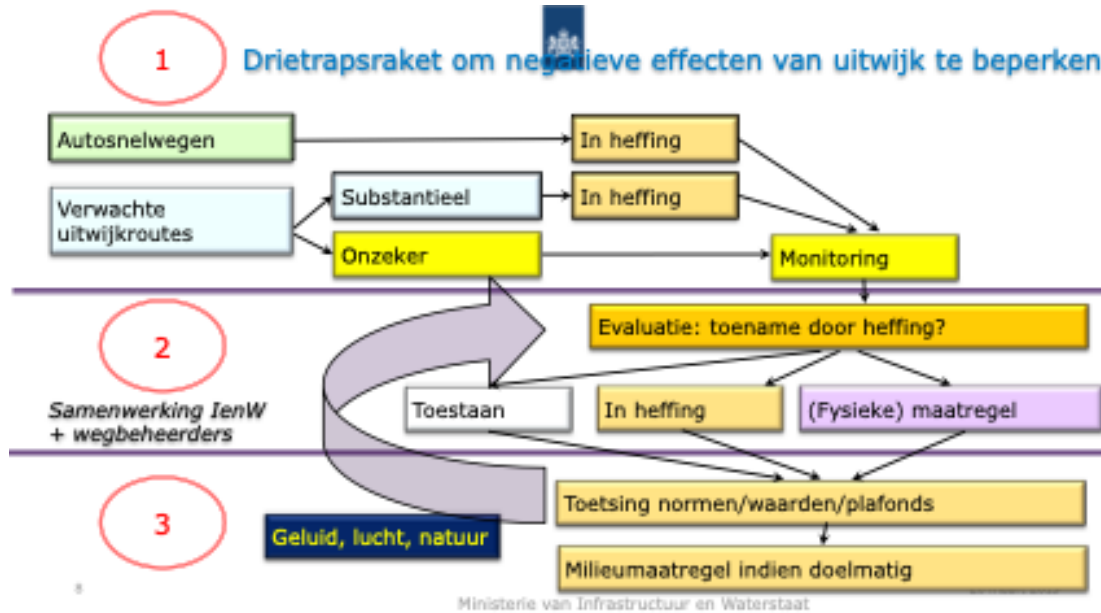 1
Drietrapsraket om negatieve effecten van uitwijk te beperken
Autosnelwegen
In heffing
Verwachte
uitwijkroutes
Substantieel
In heffing
Onzeker
Monitoring
2
Evaluatie: toename door heffing?
Samenwerking IenW
+ wegbeheerders
Toestaan
In heffing
(Fysieke) maatregel
3
Toetsing normen/waarden/plafonds
Geluid, lucht, natuur
Milieumaatregel indien doelmatig
8
Ministerie van Infrastructuur en Waterstaat